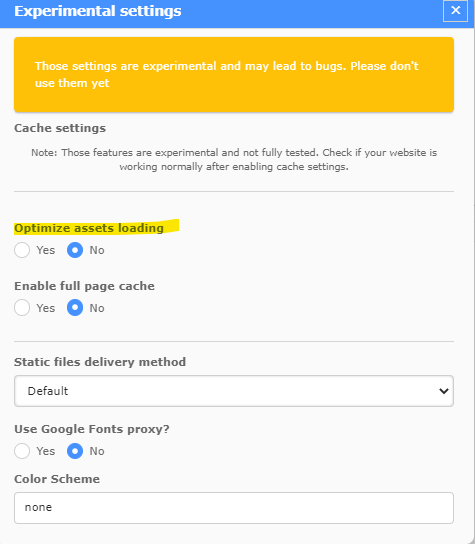 Experimental settings
Those settings are experimental and may lead to bugs. Please don't
use them yet
Cache settings
Note: Those features are experimental and not fully tested. Check if your website is
working normally after enabling cache settings.
Optimize assets loading
Yes No
Enable full page cache
Yes No
Static files delivery method
Default
Use Google Fonts proxy?
Yes No
Color Scheme
none